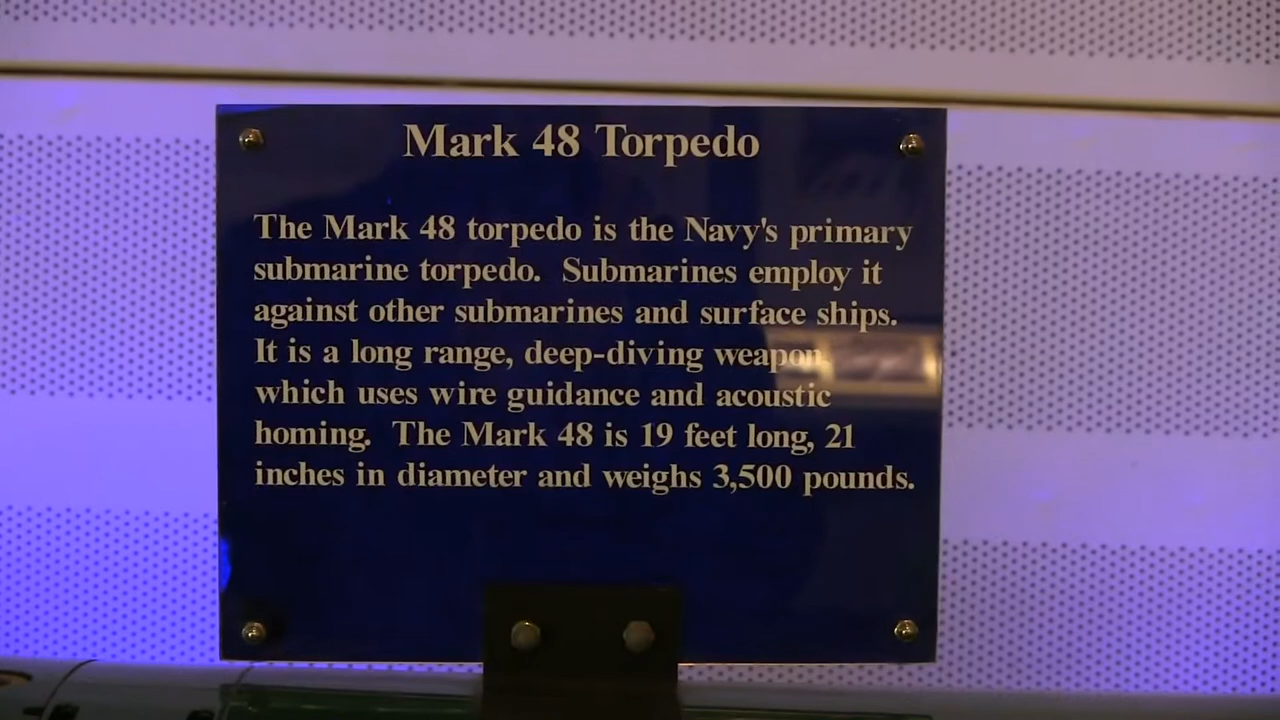 Mark 48 Torpedo
The Mark 48 torpedo is the Navy's primary
submarine torpedo. Submarines employ it
against other submarines and surface ships.
It is a long range, deep-diving weapon
which uses wire guidance and acoustic
homing. The Mark 48 is 19 feet long, 21
inches in diameter and weighs 3,500 pounds.